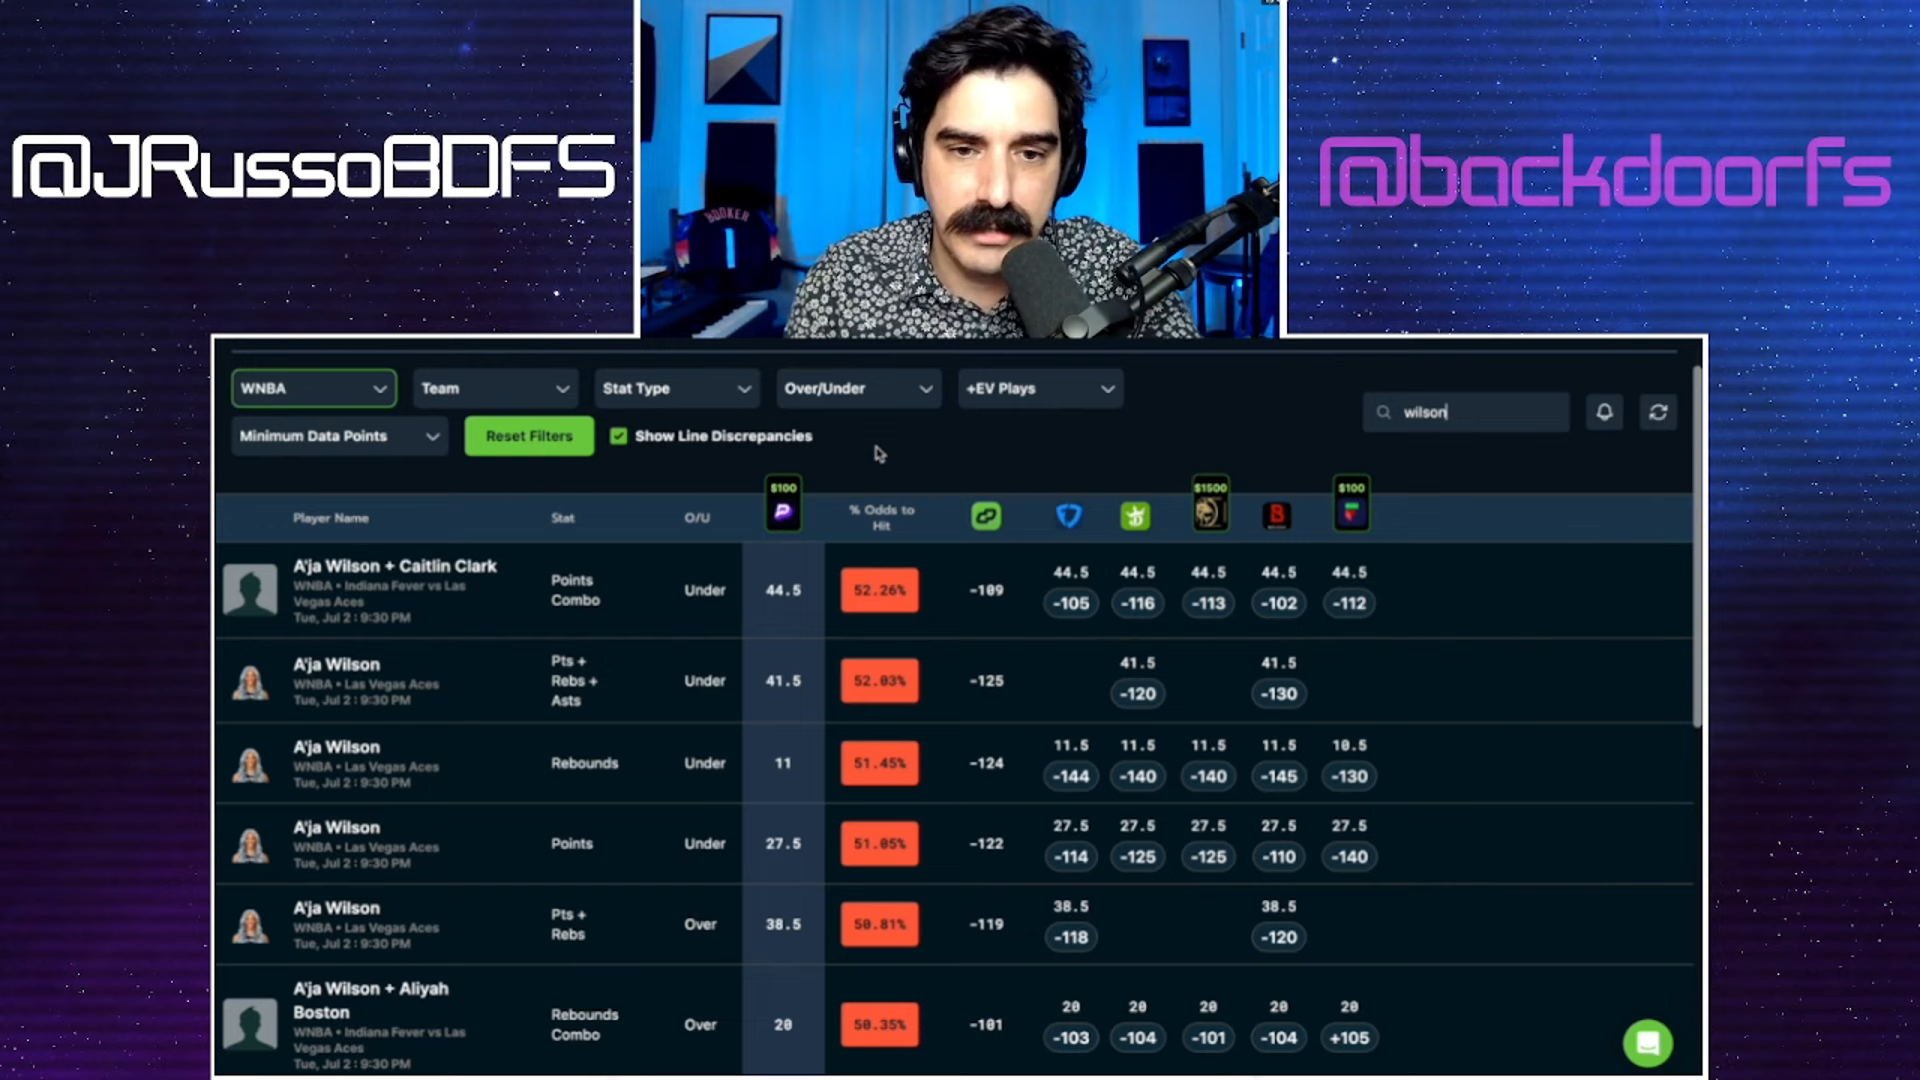 @JRussoBDFS
BOOKER
1
@backdoorfs
WNBA
Team
Stat Type
Over/Under
+EV Plays
wilson
Minimum Data Points
Reset Filters
Show Line Discrepancies
$100
$1500
$100
Player Name
Stat
O/U
% Odds to
Hit
A'ja Wilson + Caitlin Clark
WNBA • Indiana Fever vs Las
Vegas Aces
Tue, Jul 2 : 9:30 PM
Points
Combo
Under
44.5
52.26%
-109
44.5 44.5 44.5 44.5 44.5
-105 -116 -113 -102 -112
A'ja Wilson
WNBA • Las Vegas Aces
Tue, Jul 2 : 9:30 PM
Pts +
Rebs +
Asts
Under
41.5
52.03%
-125
41.5 41.5
-120 -130
A'ja Wilson
WNBA • Las Vegas Aces
Tue, Jul 2 : 9:30 PM
Rebounds
Under
11
51.45%
-124
11.5 11.5 11.5 11.5 10.5
-144 -140 -140 -145 -130
A'ja Wilson
WNBA • Las Vegas Aces
Tue, Jul 2 : 9:30 PM
Points
Under
27.5
51.05%
-122
27.5 27.5 27.5 27.5 27.5
-114 -125 -125 -110 -140
A'ja Wilson
WNBA • Las Vegas Aces
Tue, Jul 2 : 9:30 PM
Pts +
Rebs
Over
38.5
50.81%
-119
38.5 38.5
-118 -120
A'ja Wilson + Aliyah
Boston
WNBA • Indiana Fever vs Las
Vegas Aces
Tue, Jul 2 : 9:30 PM
Rebounds
Combo
Over
20
50.35%
-101
20 20 20 20 20
-103 -104 -101 -104 +105